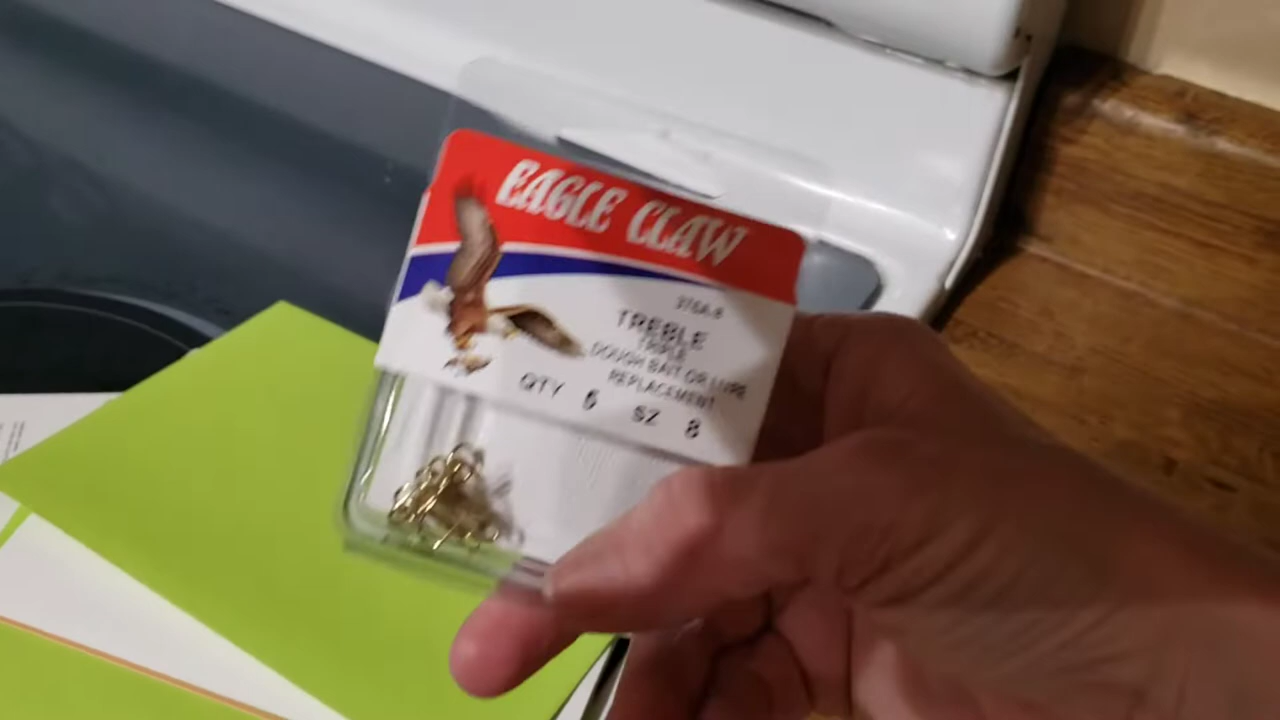 EAGLE CLAW
TREBLE
TRIPLE
DOUGH BAIT OR LURE
REPLACEMENT
QTY 5 SZ 8